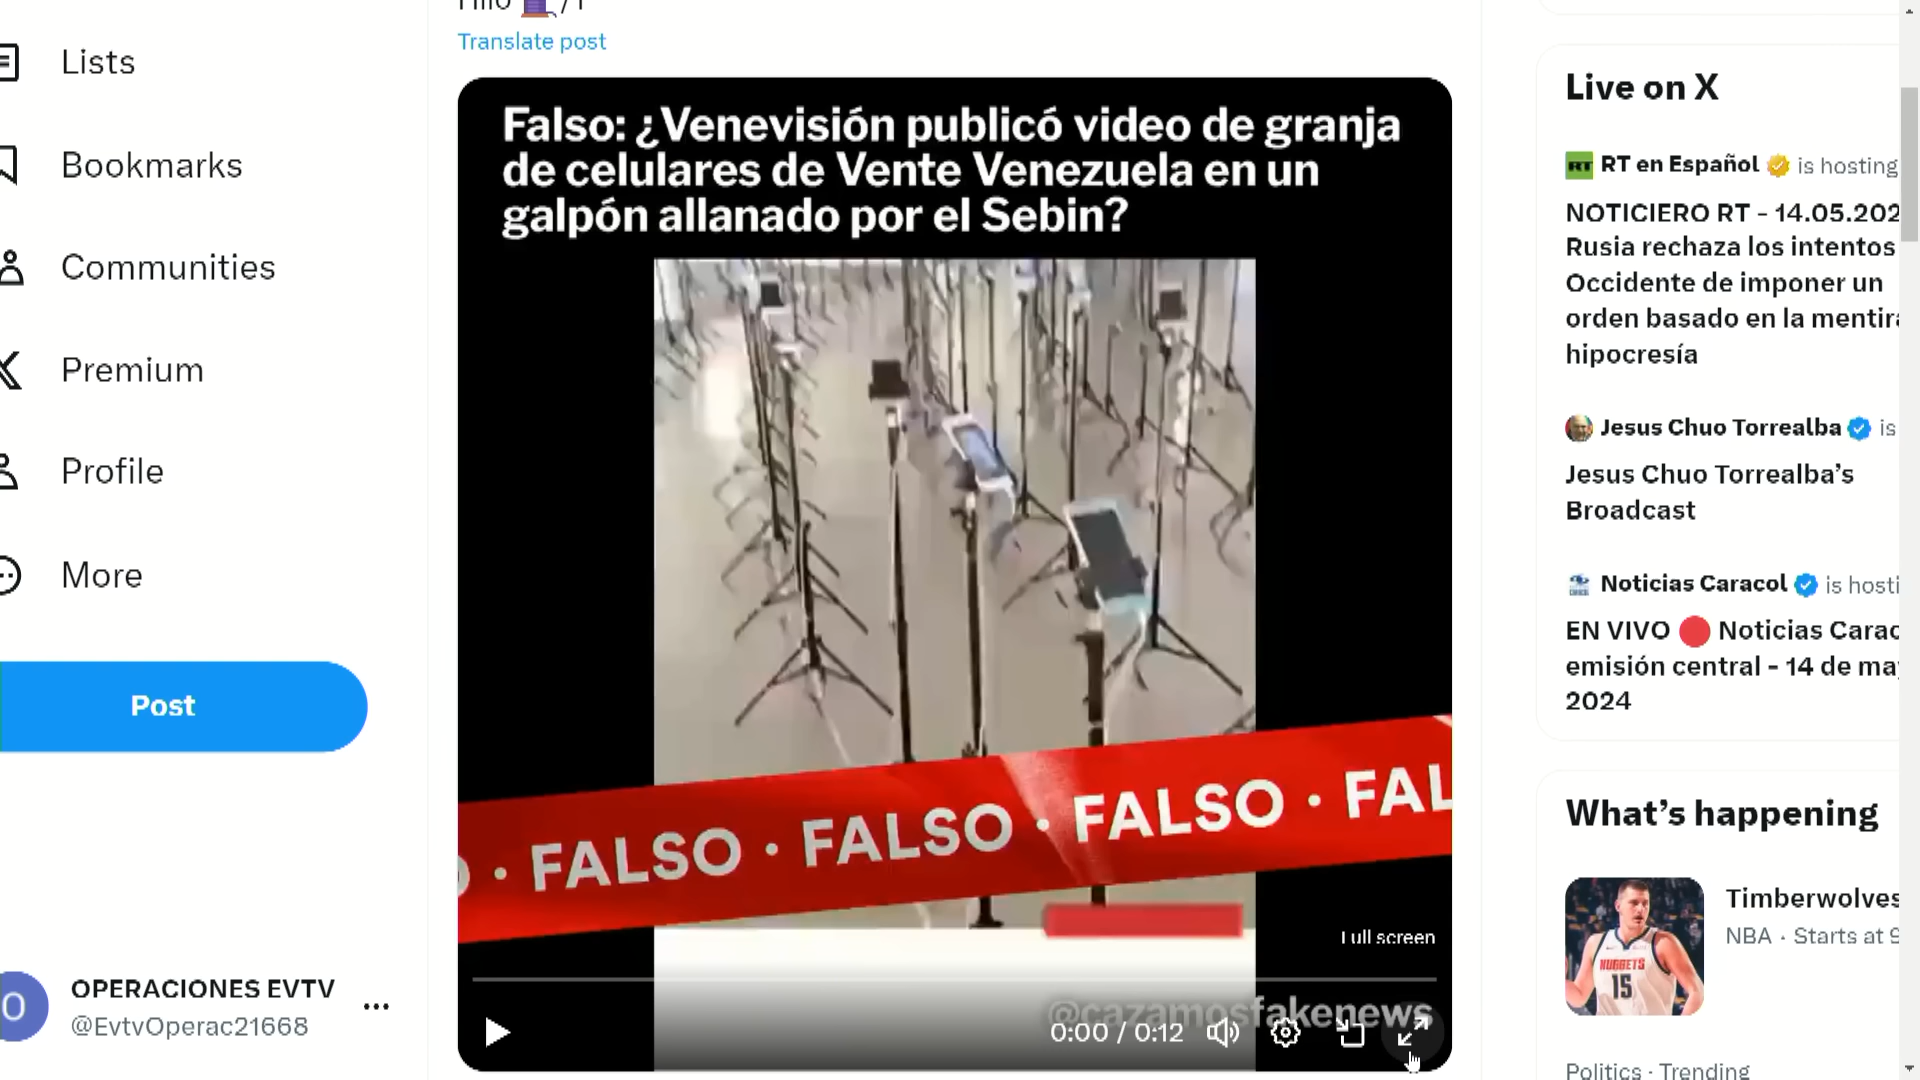 Translate post
Lists
Bookmarks
Communities
Premium
Profile
More
Post
OPERACIONES EVTV
@EvtvOperac21668
Falso: ¿Venevisión publicó video de granja
de celulares de Vente Venezuela en un
galpón allanado por el Sebin?
· FALSO · FALSO · FALSO · FAL
Full screen
@cazamosfakenews
0:00 / 0:12
Live on X
RT en Español is hosting
NOTICIERO RT - 14.05.202
Rusia rechaza los intentos
Occidente de imponer un
orden basado en la mentir
hipocresía
Jesus Chuo Torrealba is
Jesus Chuo Torrealba's
Broadcast
Noticias Caracol is hosti
EN VIVO 🔴 Noticias Carac
emisión central - 14 de ma
2024
What's happening
Timberwolves
NBA · Starts at 9
NUGGETS
15
Politics · Trending